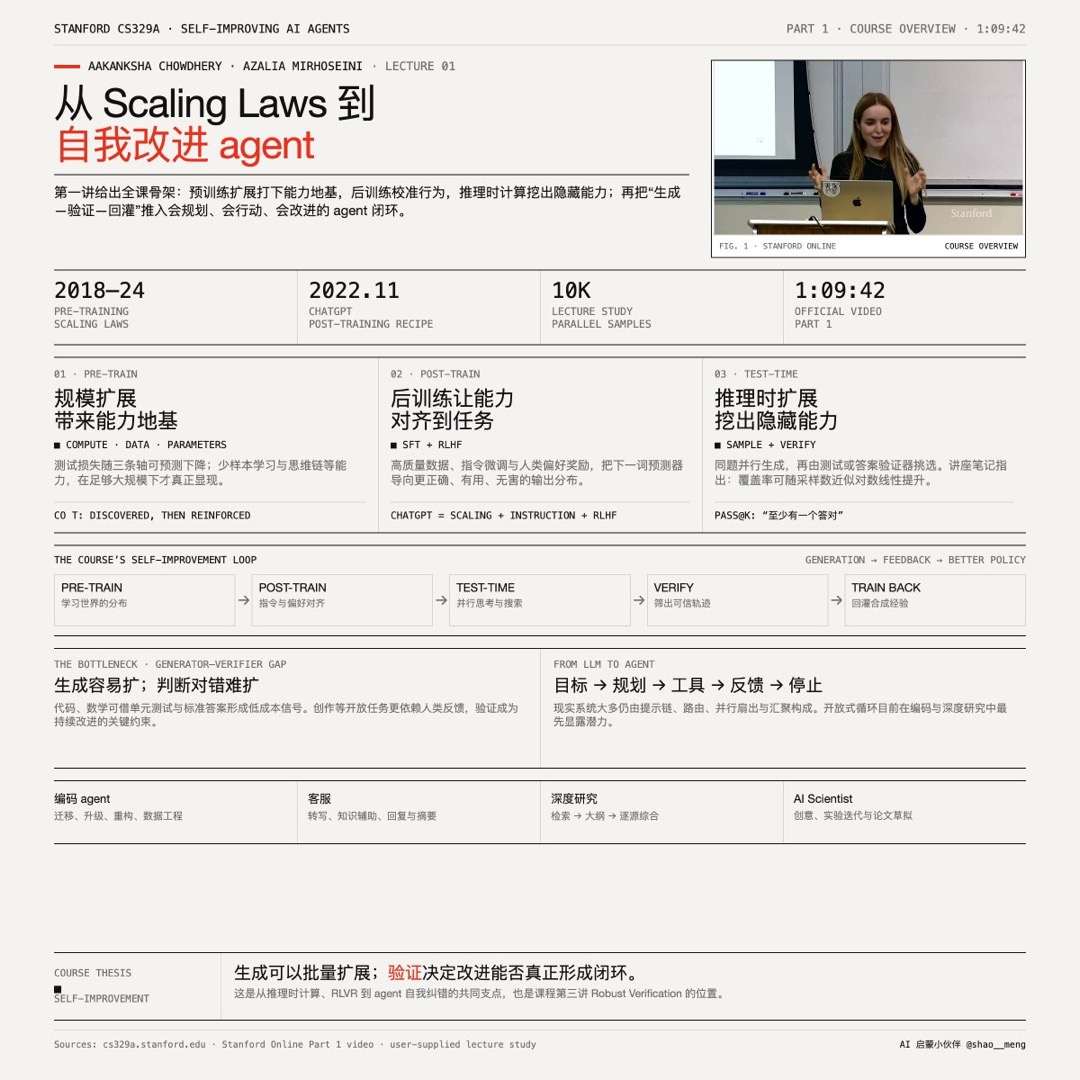 STANFORD CS329A · SELF-IMPROVING AI AGENTS
PART 1 · COURSE OVERVIEW · 1:09:42
AAKANKSHA CHOWDHERY · AZALIA MIRHOSEINI · LECTURE 01
从 Scaling Laws 到
自我改进 agent
第一讲给出全课骨架：预训练扩展打下能力地基，后训练校准行为，推理时计算挖出隐藏能力；再把“生成
—验证—回灌”推入会规划、会行动、会改进的 agent 闭环。
Stanford
FIG. 1 · STANFORD ONLINE
COURSE OVERVIEW
2018—24
PRE-TRAINING
SCALING LAWS
2022.11
CHATGPT
POST-TRAINING RECIPE
10K
LECTURE STUDY
PARALLEL SAMPLES
1:09:42
OFFICIAL VIDEO
PART 1
01 · PRE-TRAIN
规模扩展
带来能力地基
■ COMPUTE · DATA · PARAMETERS
测试损失随三条轴可预测下降；少样本学习与思维链等能
力，在足够大规模下才真正显现。
CO T: DISCOVERED, THEN REINFORCED
02 · POST-TRAIN
后训练让能力
对齐到任务
■ SFT + RLHF
高质量数据、指令微调与人类偏好奖励，把下一词预测器
导向更正确、有用、无害的输出分布。
CHATGPT = SCALING + INSTRUCTION + RLHF
03 · TEST-TIME
推理时扩展
挖出隐藏能力
■ SAMPLE + VERIFY
同题并行生成，再由测试或答案验证器挑选。讲座笔记指
出：覆盖率可随采样数近似对数线性提升。
PASS@K: “至少有一个答对”
THE COURSE’S SELF-IMPROVEMENT LOOP
GENERATION → FEEDBACK → BETTER POLICY
PRE-TRAIN
学习世界的分布
→
POST-TRAIN
指令与偏好对齐
→
TEST-TIME
并行思考与搜索
→
VERIFY
筛出可信轨迹
→
TRAIN BACK
回灌合成经验
THE BOTTLENECK · GENERATOR—VERIFIER GAP
生成容易扩；判断对错难扩
代码、数学可借单元测试与标准答案形成低成本信号。创作等开放任务更依赖人类反馈，验证成为
持续改进的关键约束。
FROM LLM TO AGENT
目标 → 规划 → 工具 → 反馈 → 停止
现实系统大多仍由提示链、路由、并行扇出与汇聚构成。开放式循环目前在编码与深度研究中最
先显露潜力。
编码 agent
迁移、升级、重构、数据工程
客服
转写、知识辅助、回复与摘要
深度研究
检索 → 大纲 → 逐源综合
AI Scientist
创意、实验迭代与论文草拟
COURSE THESIS
■
SELF-IMPROVEMENT
生成可以批量扩展；验证决定改进能否真正形成闭环。
这是从推理时计算、RLVR 到 agent 自我纠错的共同支点，也是课程第三讲 Robust Verification 的位置。
Sources: cs329a.stanford.edu · Stanford Online Part 1 video · user-supplied lecture study
AI 启蒙小伙伴 @shao__meng